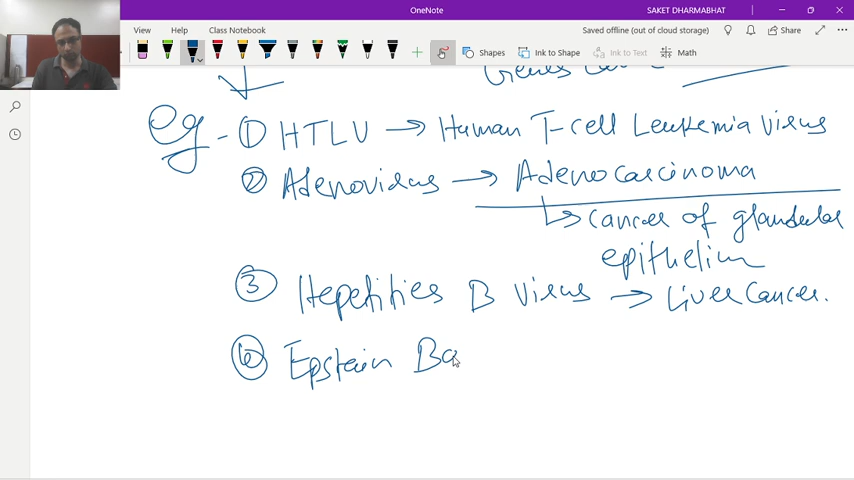 OneNote
SAKET DHARMABHAT
View Help Class Notebook
Saved offline (out of cloud storage)
Share
Shapes
Ink to Shape
Ink to Text
Math
eg - ① HTLV → Human T-cell Leukemia Virus
② Adenovirus → Adenocarcinoma
↳ Cancer of glandular
epithelium
③ Hepetities B Virus → Liver Cancer.
④ Epstein Ba